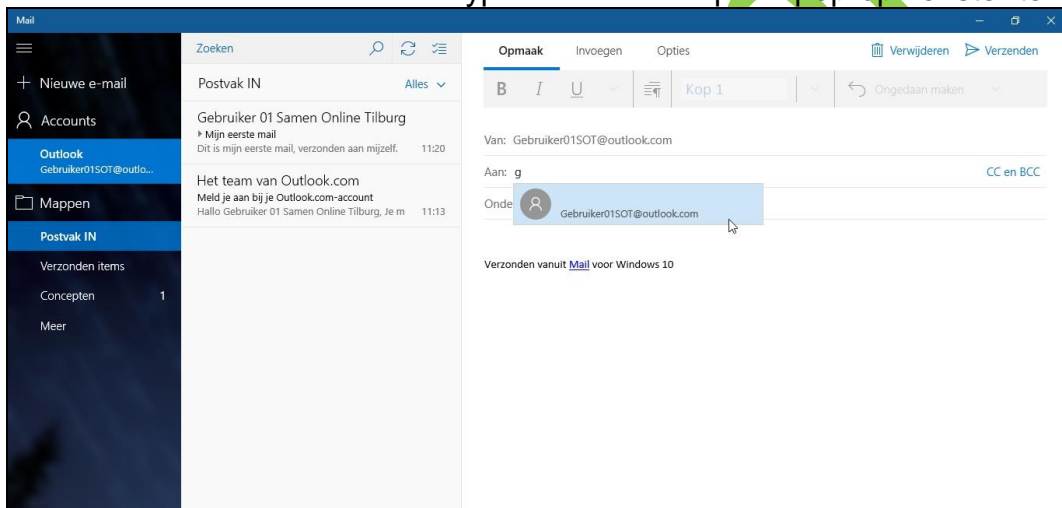 Mail
Nieuwe e-mail
Accounts
Outlook
Gebruiker01SOT@outlo...
Mappen
Postvak IN
Verzonden items
Concepten 1
Meer
Zoeken
Postvak IN Alles
Gebruiker 01 Samen Online Tilburg
Mijn eerste mail
Dit is mijn eerste mail, verzonden aan mijzelf. 11:20
Het team van Outlook.com
Meld je aan bij je Outlook.com-account
Hallo Gebruiker 01 Samen Online Tilburg, Je m 11:13
Opmaak Invoegen Opties Verwijderen Verzenden
B I U Kop 1 Ongedaan maken
Van: Gebruiker01SOT@outlook.com
Aan: g CC en BCC
Onde
Gebruiker01SOT@outlook.com
Verzonden vanuit Mail voor Windows 10